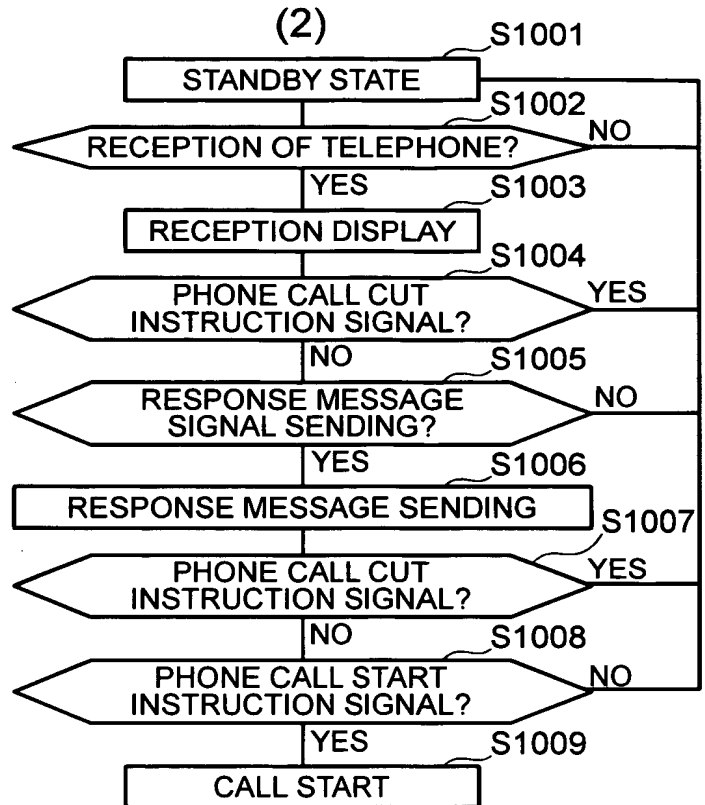 (2)
S1001
STANDBY STATE
S1002
RECEPTION OF TELEPHONE?
NO
YES
S1003
RECEPTION DISPLAY
S1004
PHONE CALL CUT
INSTRUCTION SIGNAL?
YES
NO
S1005
RESPONSE MESSAGE
SIGNAL SENDING?
NO
YES
S1006
RESPONSE MESSAGE SENDING
S1007
PHONE CALL CUT
INSTRUCTION SIGNAL?
YES
NO
S1008
PHONE CALL START
INSTRUCTION SIGNAL?
NO
YES
S1009
CALL START